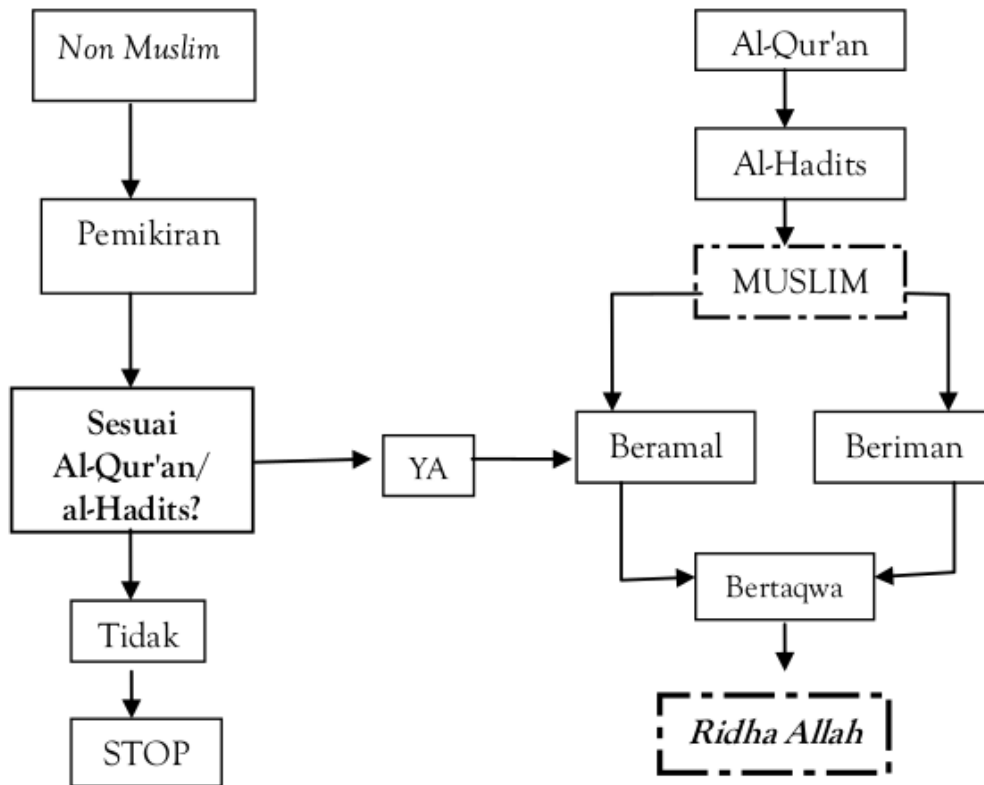 Non Muslim
Pemikiran
Sesuai
Al-Qur'an/
al-Hadits?
Tidak
STOP
YA
Al-Qur'an
Al-Hadits
MUSLIM
Beramal
Beriman
Bertaqwa
Ridha Allah